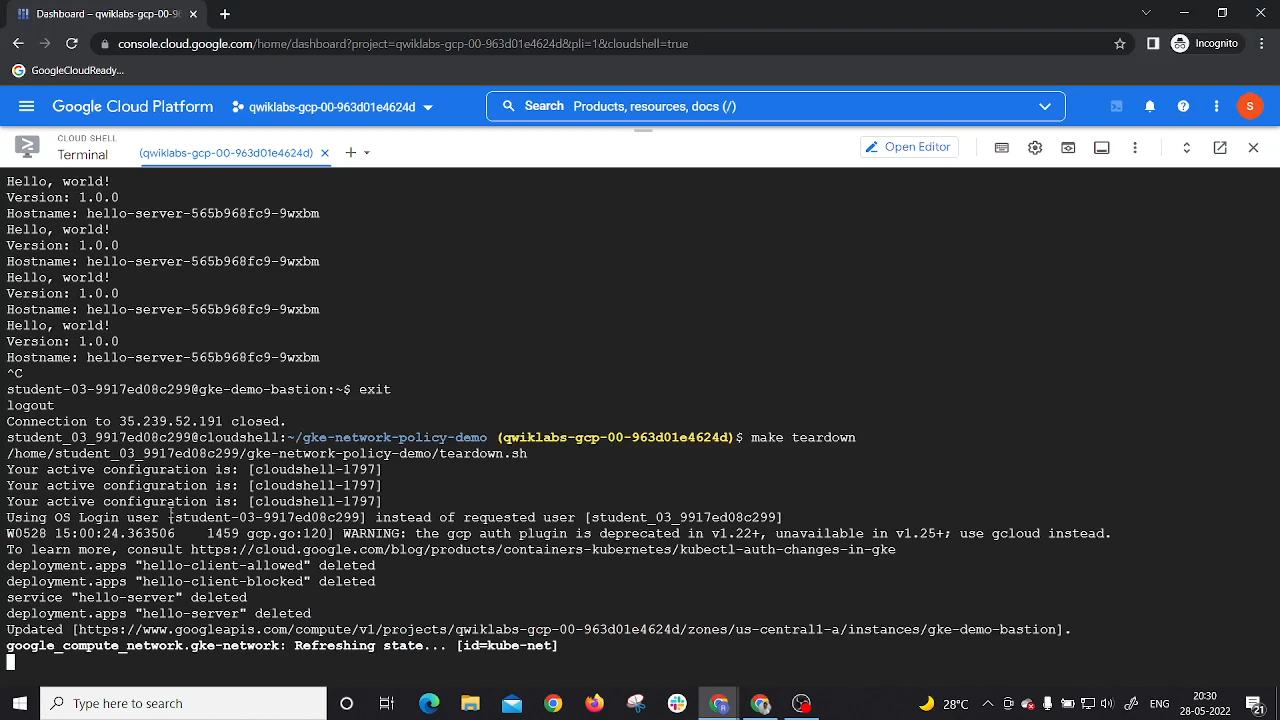 Dashboard – qwiklabs-gcp-00-96
console.cloud.google.com/home/dashboard?project=qwiklabs-gcp-00-963d01e4624d&pli=1&cloudshell=true
Incognito
GoogleCloudReady...
Google Cloud Platform
qwiklabs-gcp-00-963d01e4624d
Search Products, resources, docs (/)
S
CLOUD SHELL
Terminal
(qwiklabs-gcp-00-963d01e4624d)
Open Editor
Hello, world!
Version: 1.0.0
Hostname: hello-server-565b968fc9-9wxbm
Hello, world!
Version: 1.0.0
Hostname: hello-server-565b968fc9-9wxbm
Hello, world!
Version: 1.0.0
Hostname: hello-server-565b968fc9-9wxbm
Hello, world!
Version: 1.0.0
Hostname: hello-server-565b968fc9-9wxbm
^C
student-03-9917ed08c299@gke-demo-bastion:~$ exit
logout
Connection to 35.239.52.191 closed.
student_03_9917ed08c299@cloudshell:~/gke-network-policy-demo (qwiklabs-gcp-00-963d01e4624d)$ make teardown
/home/student_03_9917ed08c299/gke-network-policy-demo/teardown.sh
Your active configuration is: [cloudshell-1797]
Your active configuration is: [cloudshell-1797]
Your active configuration is: [cloudshell-1797]
Using OS Login user [student-03-9917ed08c299] instead of requested user [student_03_9917ed08c299]
W0528 15:00:24.363506    1459 gcp.go:120] WARNING: the gcp auth plugin is deprecated in v1.22+, unavailable in v1.25+; use gcloud instead.
To learn more, consult https://cloud.google.com/blog/products/containers-kubernetes/kubectl-auth-changes-in-gke
deployment.apps "hello-client-allowed" deleted
deployment.apps "hello-client-blocked" deleted
service "hello-server" deleted
deployment.apps "hello-server" deleted
Updated [https://www.googleapis.com/compute/v1/projects/qwiklabs-gcp-00-963d01e4624d/zones/us-central1-a/instances/gke-demo-bastion].
google_compute_network.gke-network: Refreshing state... [id=kube-net]
Type here to search
28°C
ENG
20:30
28-05-2022
21